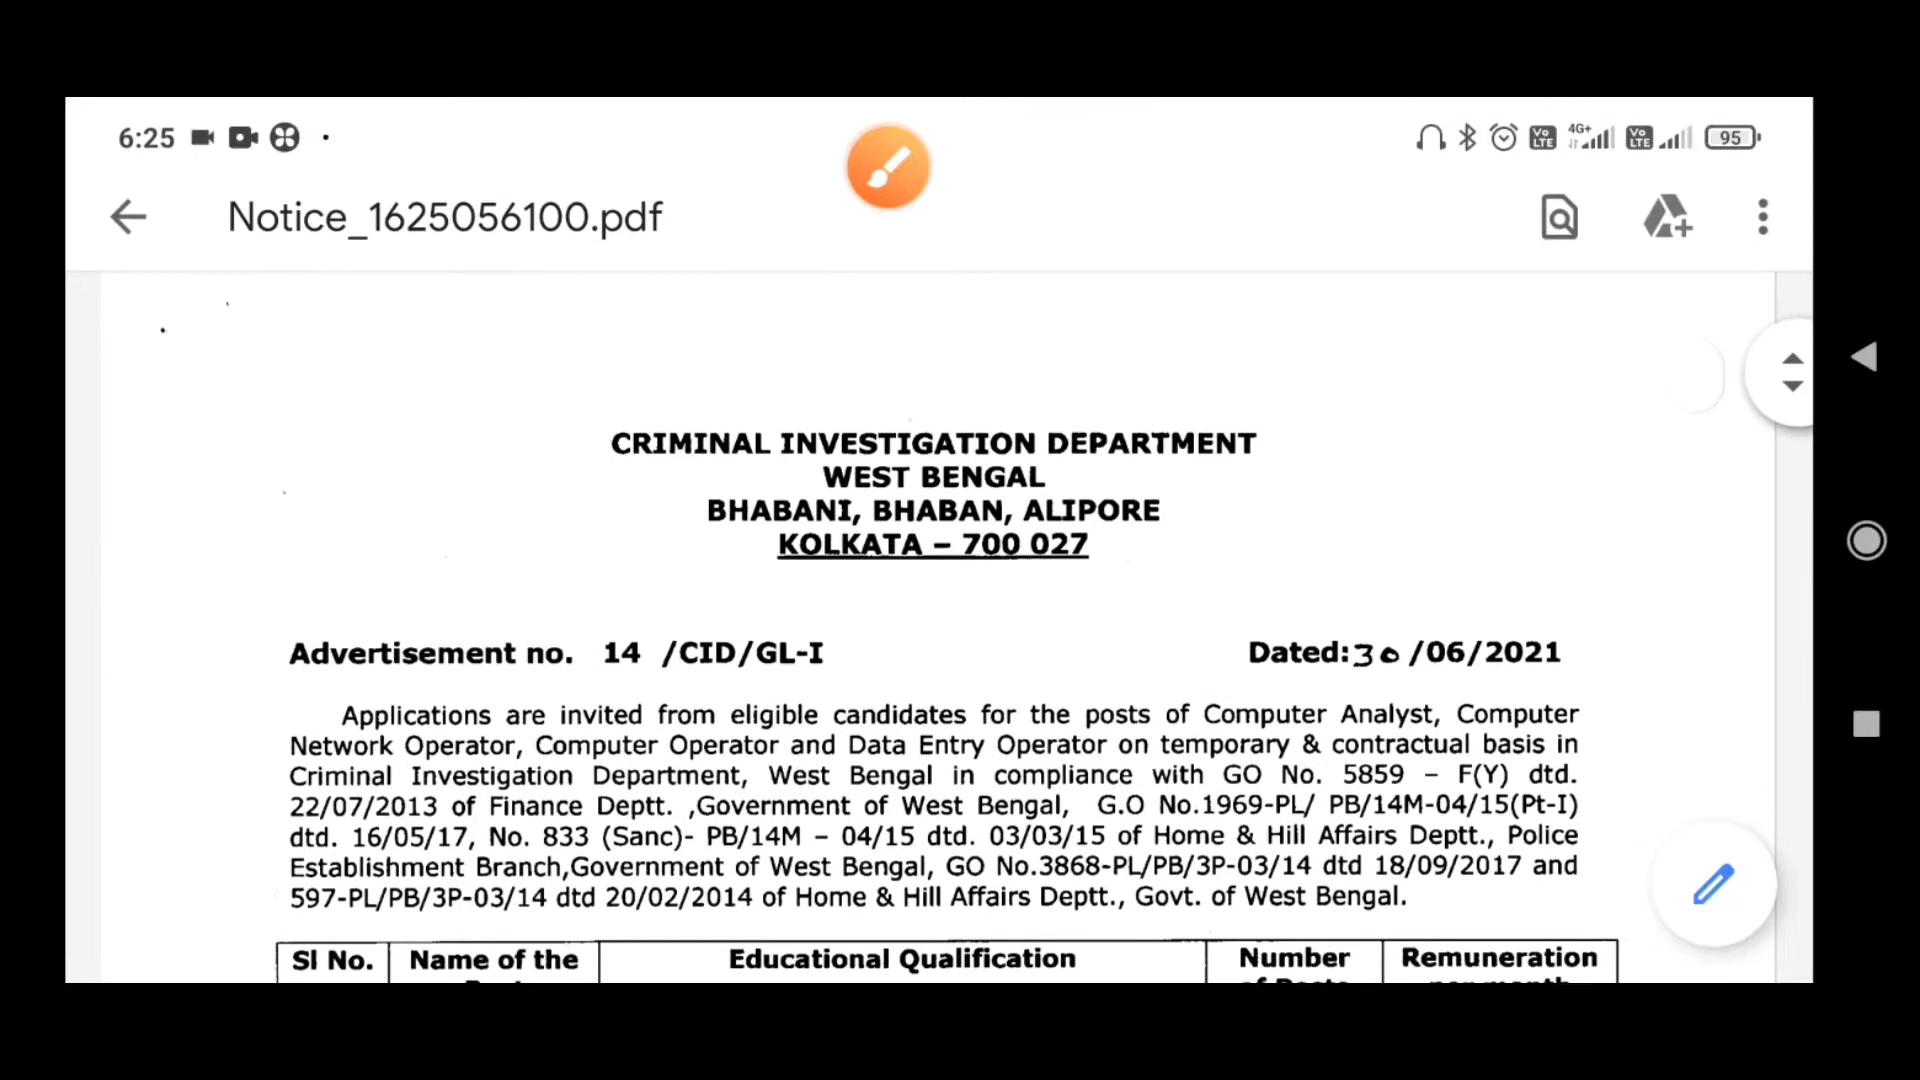 6:25
4G+
Vo LTE
Vo LTE
95
Notice_1625056100.pdf
CRIMINAL INVESTIGATION DEPARTMENT
WEST BENGAL
BHABANI, BHABAN, ALIPORE
KOLKATA – 700 027
Advertisement no. 14 /CID/GL-I Dated:30/06/2021
Applications are invited from eligible candidates for the posts of Computer Analyst, Computer
Network Operator, Computer Operator and Data Entry Operator on temporary & contractual basis in
Criminal Investigation Department, West Bengal in compliance with GO No. 5859 – F(Y) dtd.
22/07/2013 of Finance Deptt. ,Government of West Bengal, G.O No.1969-PL/ PB/14M-04/15(Pt-I)
dtd. 16/05/17, No. 833 (Sanc)- PB/14M – 04/15 dtd. 03/03/15 of Home & Hill Affairs Deptt., Police
Establishment Branch,Government of West Bengal, GO No.3868-PL/PB/3P-03/14 dtd 18/09/2017 and
597-PL/PB/3P-03/14 dtd 20/02/2014 of Home & Hill Affairs Deptt., Govt. of West Bengal.
Sl No. Name of the Educational Qualification Number Remuneration